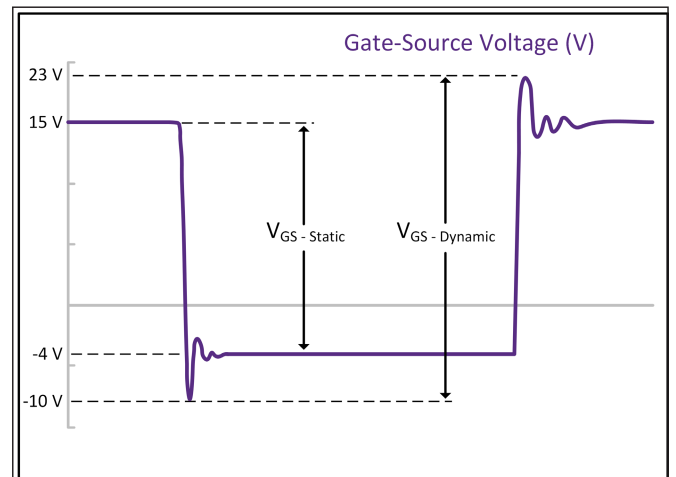 Gate-Source Voltage (V)
23 V
15 V
VGS - Static
VGS - Dynamic
-4 V
-10 V